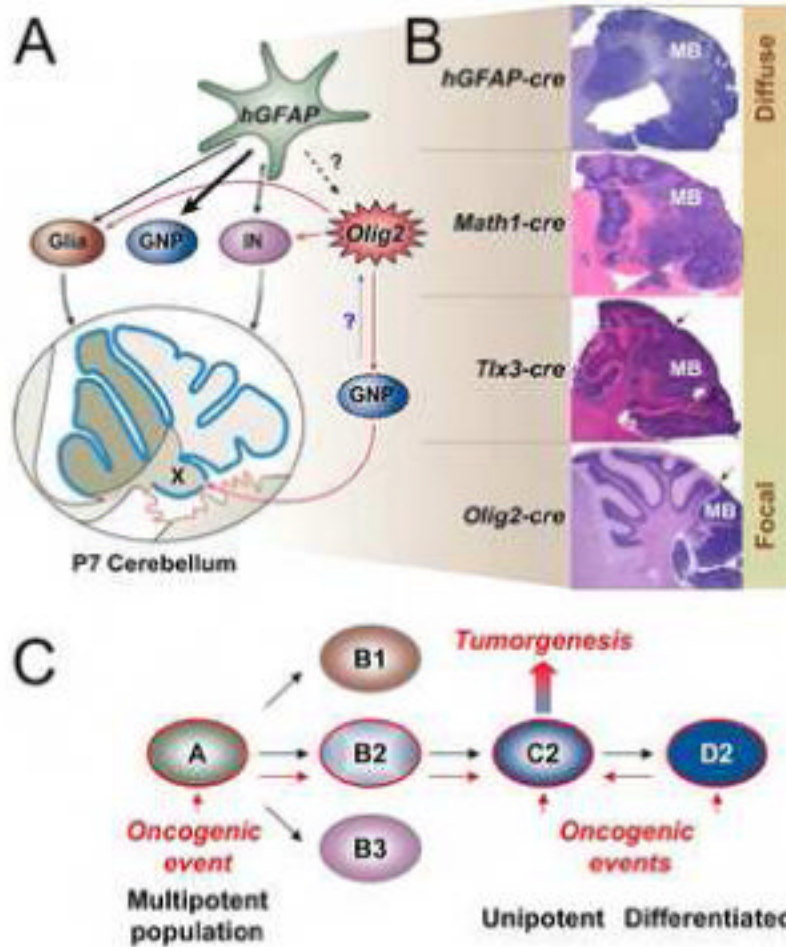 A
B
hGFAP
?
Glia
GNP
IN
Olig2
?
GNP
X
P7 Cerebellum
hGFAP-cre
MB
Math1-cre
MB
Tlx3-cre
MB
Olig2-cre
MB
Diffuse
Focal
C
B1
Tumorgenesis
A
B2
C2
D2
Oncogenic
event
B3
Oncogenic
events
Multipotent
population
Unipotent
Differentiated